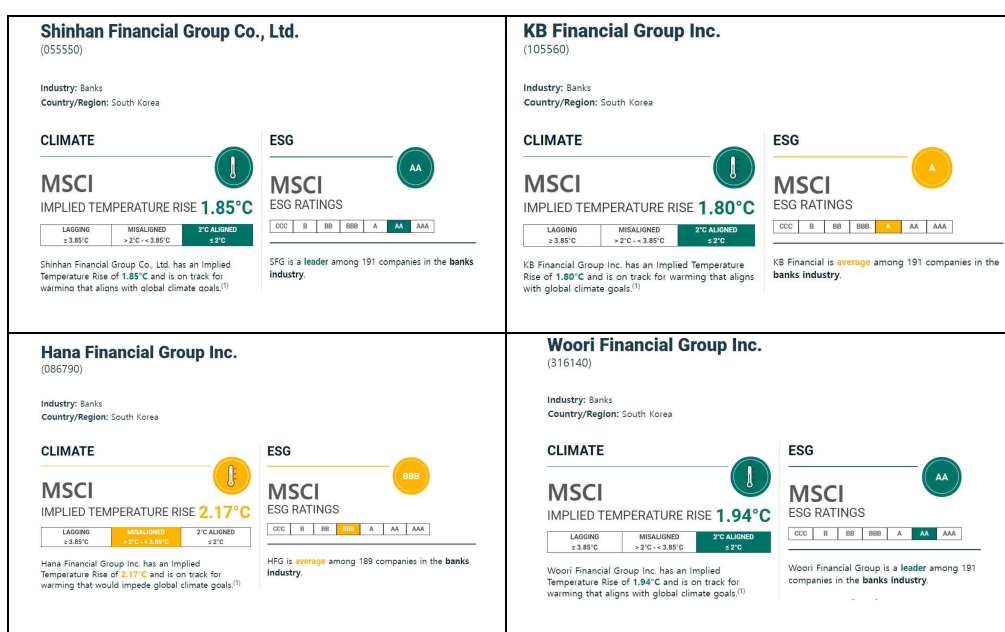 Shinhan Financial Group Co., Ltd.
(055550)
Industry: Banks
Country/Region: South Korea
CLIMATE
MSCI
IMPLIED TEMPERATURE RISE 1.85°C
LAGGING
≥ 3.85°C
MISALIGNED
> 2°C - < 3.85°C
2°C ALIGNED
≤ 2°C
Shinhan Financial Group Co., Ltd. has an Implied
Temperature Rise of 1.85°C and is on track for
warming that aligns with global climate goals.(1)
ESG
AA
MSCI
ESG RATINGS
CCC B BB BBB A AA AAA
SFG is a leader among 191 companies in the banks
industry.
KB Financial Group Inc.
(105560)
Industry: Banks
Country/Region: South Korea
CLIMATE
MSCI
IMPLIED TEMPERATURE RISE 1.80°C
LAGGING
≥ 3.85°C
MISALIGNED
> 2°C - < 3.85°C
2°C ALIGNED
≤ 2°C
KB Financial Group Inc. has an Implied Temperature
Rise of 1.80°C and is on track for warming that aligns
with global climate goals.(1)
ESG
A
MSCI
ESG RATINGS
CCC B BB BBB A AA AAA
KB Financial is average among 191 companies in the
banks industry.
Hana Financial Group Inc.
(086790)
Industry: Banks
Country/Region: South Korea
CLIMATE
MSCI
IMPLIED TEMPERATURE RISE 2.17°C
LAGGING
≥ 3.85°C
MISALIGNED
> 2°C - < 3.85°C
2°C ALIGNED
≤ 2°C
Hana Financial Group Inc. has an Implied
Temperature Rise of 2.17°C and is on track for
warming that would impede global climate goals.(1)
ESG
BBB
MSCI
ESG RATINGS
CCC B BB BBB A AA AAA
HFG is average among 189 companies in the banks
industry.
Woori Financial Group Inc.
(316140)
Industry: Banks
Country/Region: South Korea
CLIMATE
MSCI
IMPLIED TEMPERATURE RISE 1.94°C
LAGGING
≥ 3.85°C
MISALIGNED
> 2°C - < 3.85°C
2°C ALIGNED
≤ 2°C
Woori Financial Group Inc. has an Implied
Temperature Rise of 1.94°C and is on track for
warming that aligns with global climate goals.(1)
ESG
AA
MSCI
ESG RATINGS
CCC B BB BBB A AA AAA
Woori Financial Group is a leader among 191
companies in the banks industry.